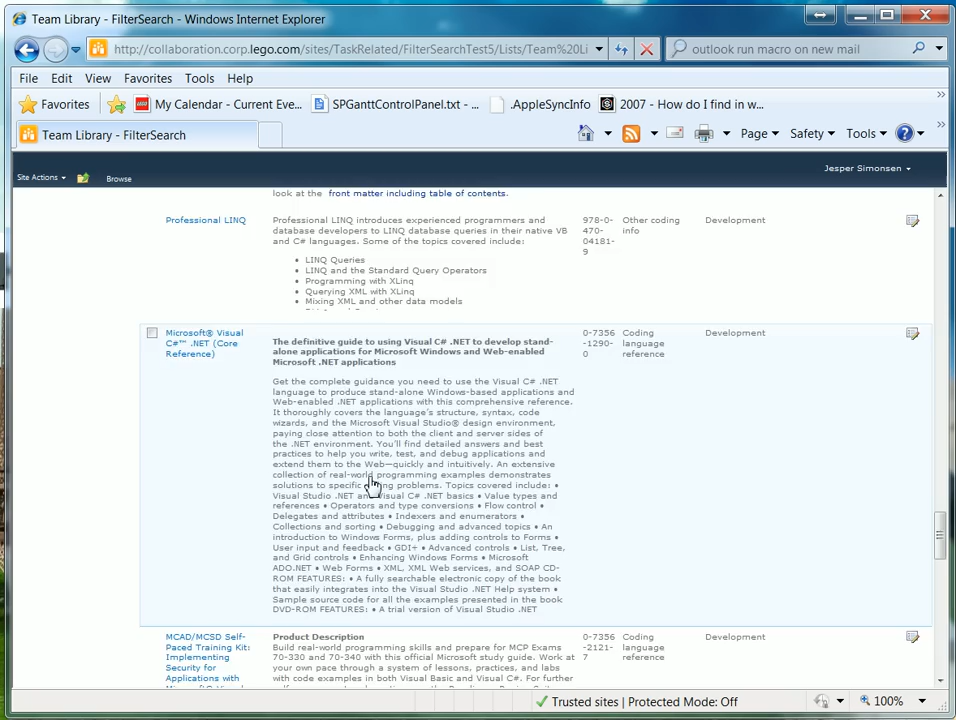 Team Library - FilterSearch - Windows Internet Explorer
http://collaboration.corp.lego.com/sites/TaskRelated/FilterSearchTest5/Lists/Team%20Li
outlook run macro on new mail
File Edit View Favorites Tools Help
Favorites My Calendar - Current Eve... SPGanttControlPanel.txt - ... .AppleSyncInfo 2007 - How do I find in w...
Team Library - FilterSearch
Page Safety Tools
Jesper Simonsen
Site Actions Browse
look at the front matter including table of contents.
Professional LINQ
Professional LINQ introduces experienced programmers and
database developers to LINQ database queries in their native VB
and C# languages. Some of the topics covered include:
• LINQ Queries
• LINQ and the Standard Query Operators
• Programming with XLinq
• Querying XML with XLinq
• Mixing XML and other data models
978-0-
470-
04181-
9
Other coding
info
Development
Microsoft® Visual
C#™ .NET (Core
Reference)
The definitive guide to using Visual C# .NET to develop stand-
alone applications for Microsoft Windows and Web-enabled
Microsoft .NET applications
Get the complete guidance you need to use the Visual C# .NET
language to produce stand-alone Windows-based applications and
Web-enabled .NET applications with this comprehensive reference.
It thoroughly covers the language's structure, syntax, code
wizards, and the Microsoft Visual Studio® design environment,
paying close attention to both the client and server sides of
the .NET environment. You'll find detailed answers and best
practices to help you write, test, and debug applications and
extend them to the Web—quickly and intuitively. An extensive
collection of real-world programming examples demonstrates
solutions to specific problems. Topics covered include: •
Visual Studio .NET and Visual C# .NET basics • Value types and
references • Operators and type conversions • Flow control •
Delegates and attributes • Indexers and enumerators •
Collections and sorting • Debugging and advanced topics • An
introduction to Windows Forms, plus adding controls to Forms •
User input and feedback • GDI+ • Advanced controls • List, Tree,
and Grid controls • Enhancing Windows Forms • Microsoft
ADO.NET • Web Forms • XML, XML Web services, and SOAP CD-
ROM FEATURES: • A fully searchable electronic copy of the book
that easily integrates into the Visual Studio .NET Help system •
Sample source code for all the examples presented in the book
DVD-ROM FEATURES: • A trial version of Visual Studio .NET
0-7356
-1290-
0
Coding
language
reference
Development
MCAD/MCSD Self-
Paced Training Kit:
Implementing
Security for
Applications with
Product Description
Build real-world programming skills and prepare for MCP Exams
70-330 and 70-340 with this official Microsoft study guide. Work at
your own pace through a system of lessons, practices, and labs
with code examples in both Visual Basic and Visual C#. For further
0-7356
-2121-
7
Coding
language
reference
Development
Trusted sites | Protected Mode: Off
100%